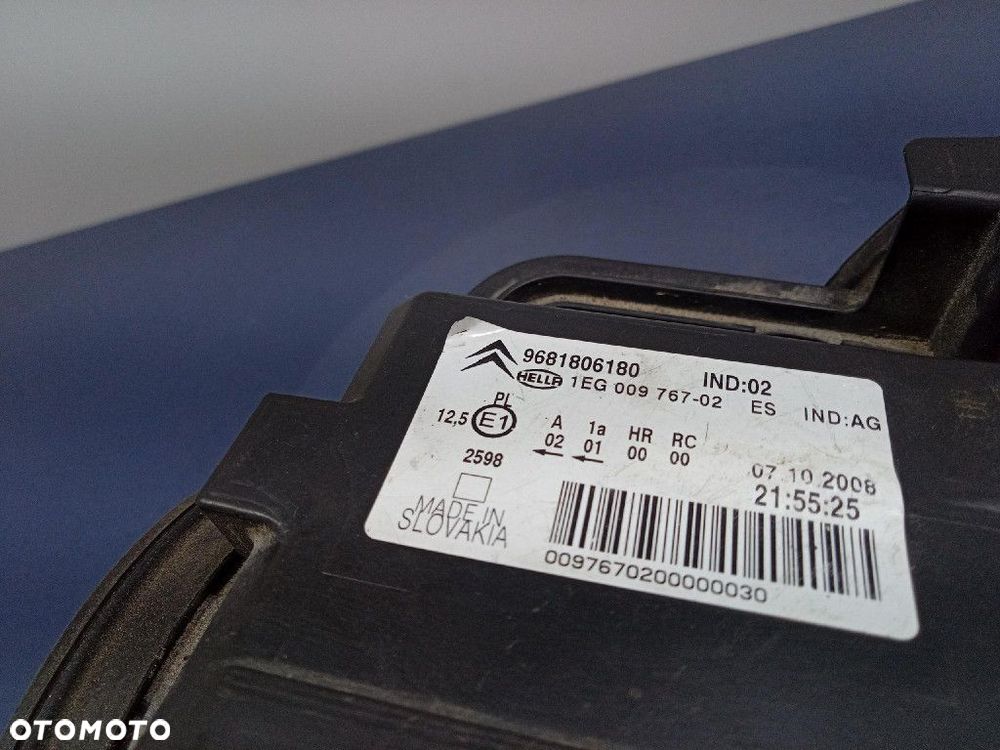 9681806180 IND:02
HELLA 1EG 009 767-02 ES IND:AG
PL
12,5 E1 A 1a HR RC
02 01 00 00
2598
07.10.2008
21:55:25
MADE IN
SLOVAKIA
009767020000030
OTOMOTO